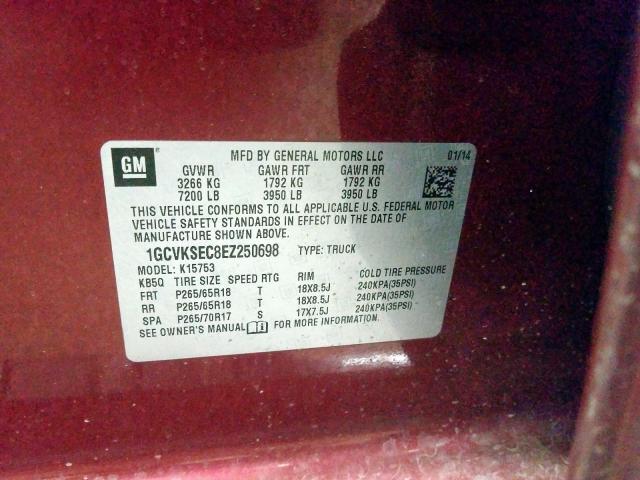 GM
MFD BY GENERAL MOTORS LLC 01/14
GVWR GAWR FRT GAWR RR
3266 KG 1792 KG 1792 KG
7200 LB 3950 LB 3950 LB
THIS VEHICLE CONFORMS TO ALL APPLICABLE U.S. FEDERAL MOTOR
VEHICLE SAFETY STANDARDS IN EFFECT ON THE DATE OF
MANUFACTURE SHOWN ABOVE.
1GCVKSEC8EZ250698 TYPE: TRUCK
MODEL: K15753
KB5Q TIRE SIZE SPEED RTG RIM COLD TIRE PRESSURE
FRT P265/65R18 T 18X8.5J 240KPA(35PSI)
RR P265/65R18 T 18X8.5J 240KPA(35PSI)
SPA P265/70R17 S 17X7.5J 240KPA(35PSI)
SEE OWNER'S MANUAL FOR MORE INFORMATION.